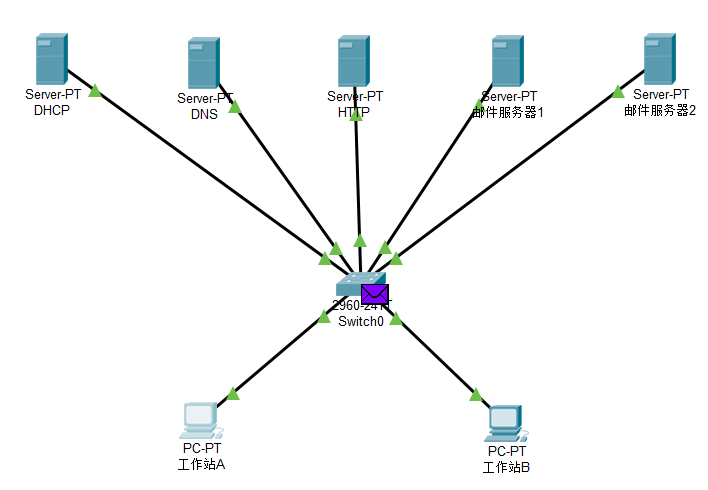 Server-PT
DHCP
Server-PT
DNS
Server-PT
HTTP
Server-PT
邮件服务器1
Server-PT
邮件服务器2
2960-24TT
Switch0
PC-PT
工作站A
PC-PT
工作站B